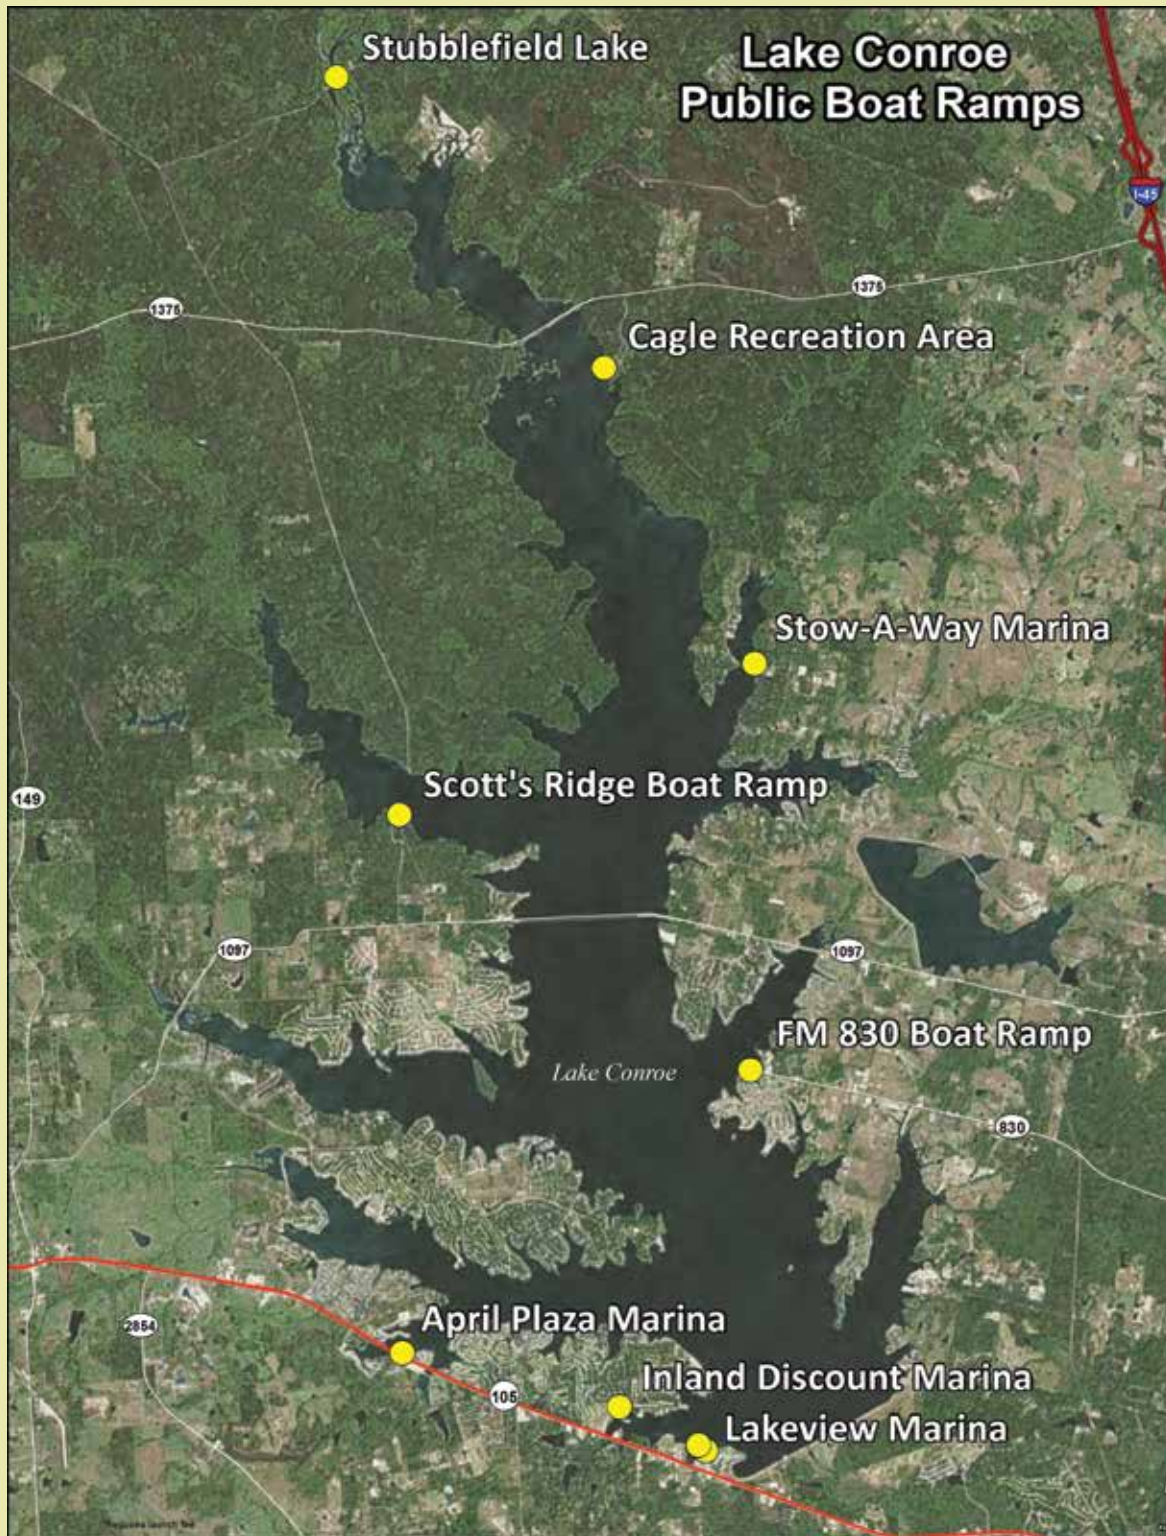 Stubblefield Lake
Lake Conroe
Public Boat Ramps
I-45
1375
1375
Cagle Recreation Area
Stow-A-Way Marina
Scott's Ridge Boat Ramp
149
1097
1097
FM 830 Boat Ramp
Lake Conroe
830
April Plaza Marina
2854
105
Inland Discount Marina
Lakeview Marina